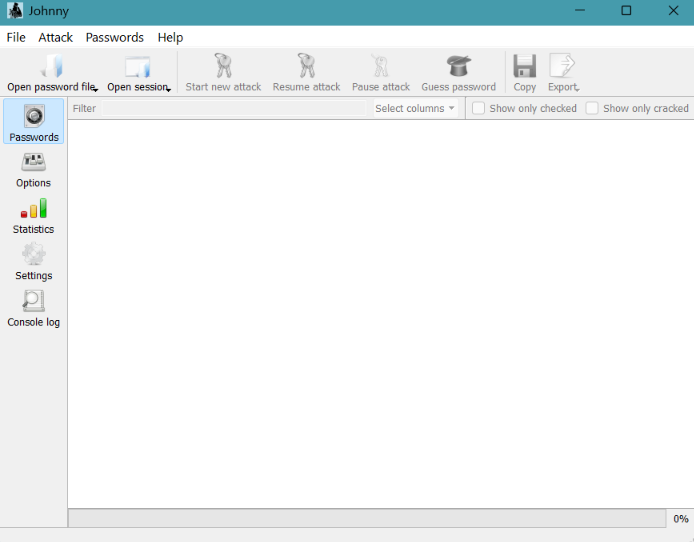 Johnny
File Attack Passwords Help
Open password file Open session Start new attack Resume attack Pause attack Guess password Copy Export
Filter Select columns Show only checked Show only cracked
Passwords
Options
Statistics
Settings
Console log
0%